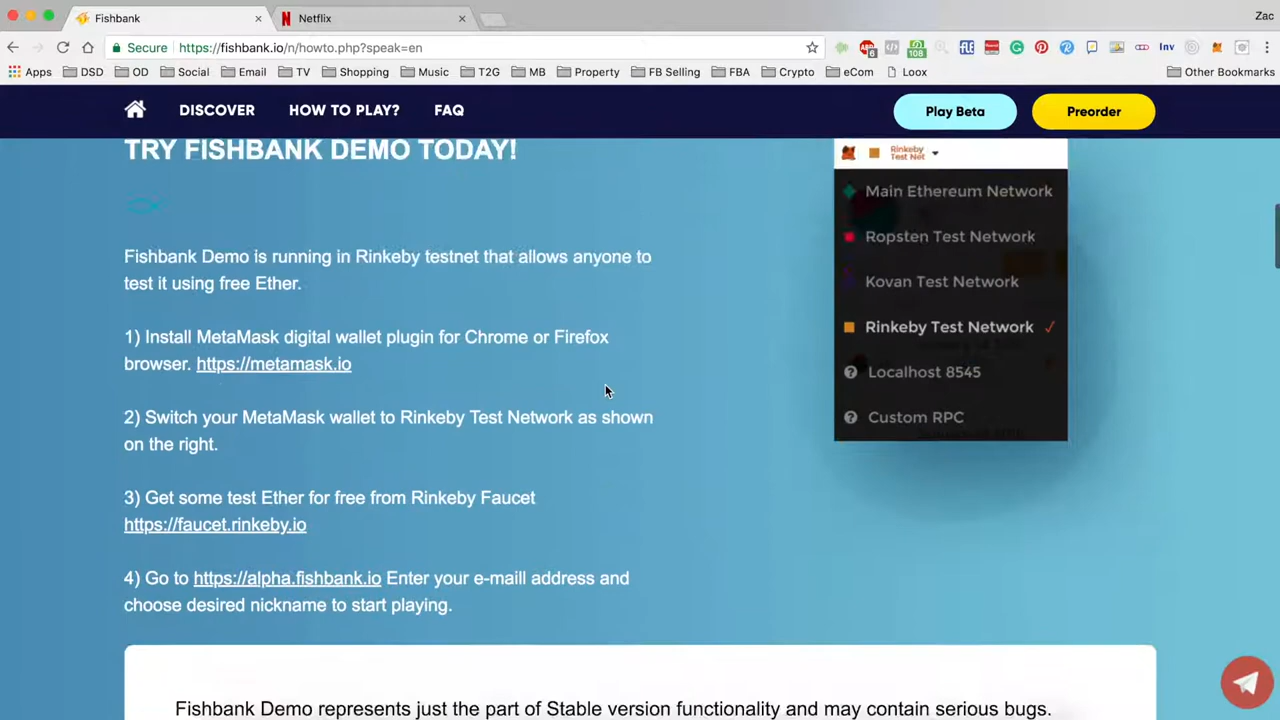 Fishbank
Netflix
Zac
Secure https://fishbank.io/n/howto.php?speak=en
6
108
Inv
Apps DSD OD Social Email TV Shopping Music T2G MB Property FB Selling FBA Crypto eCom Loox Other Bookmarks
DISCOVER HOW TO PLAY? FAQ Play Beta Preorder
TRY FISHBANK DEMO TODAY!
Fishbank Demo is running in Rinkeby testnet that allows anyone to
test it using free Ether.
1) Install MetaMask digital wallet plugin for Chrome or Firefox
browser. https://metamask.io
2) Switch your MetaMask wallet to Rinkeby Test Network as shown
on the right.
3) Get some test Ether for free from Rinkeby Faucet
https://faucet.rinkeby.io
4) Go to https://alpha.fishbank.io Enter your e-maill address and
choose desired nickname to start playing.
Rinkeby
Test Net
Main Ethereum Network
Ropsten Test Network
Kovan Test Network
Rinkeby Test Network
Localhost 8545
Custom RPC
Fishbank Demo represents just the part of Stable version functionality and may contain serious bugs.